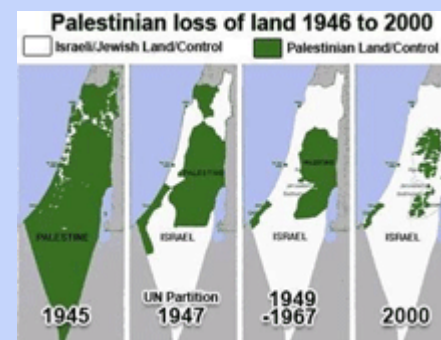 Palestinian loss of land 1946 to 2000
Israeli/Jewish Land/Control
Palestinian Land/Control
PALESTINE
1945
PALESTINE
ISRAEL
UN Partition
1947
ISRAEL
1949
-1967
ISRAEL
2000